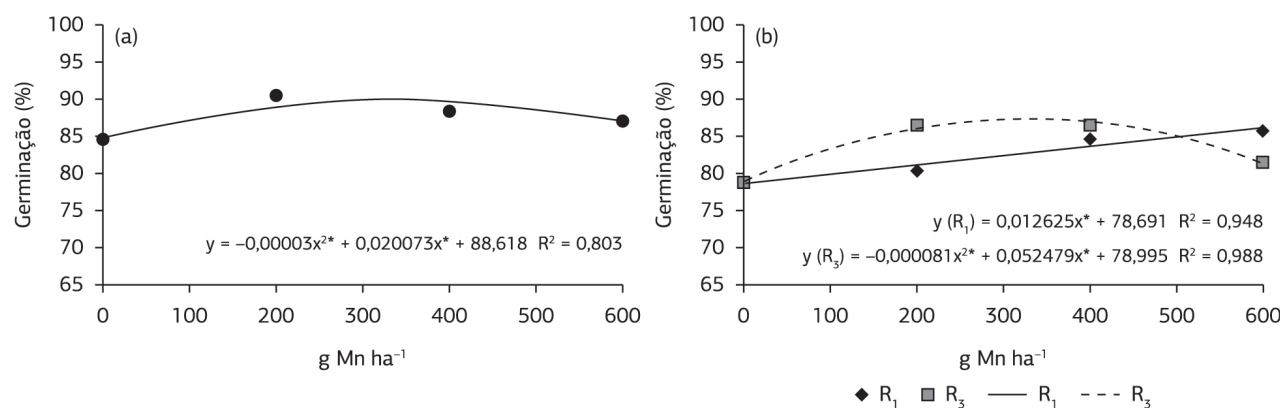 (a)
Germinação (%)
100
95
90
85
80
75
70
65
y = –0,00003x²* + 0,020073x* + 88,618 R² = 0,803
0 100 200 300 400 500 600
g Mn ha⁻¹
(b)
Germinação (%)
100
95
90
85
80
75
70
65
y (R₁) = 0,012625x* + 78,691 R² = 0,948
y (R₃) = –0,000081x²* + 0,052479x* + 78,995 R² = 0,988
0 100 200 300 400 500 600
g Mn ha⁻¹
R₁ R₃ R₁ R₃